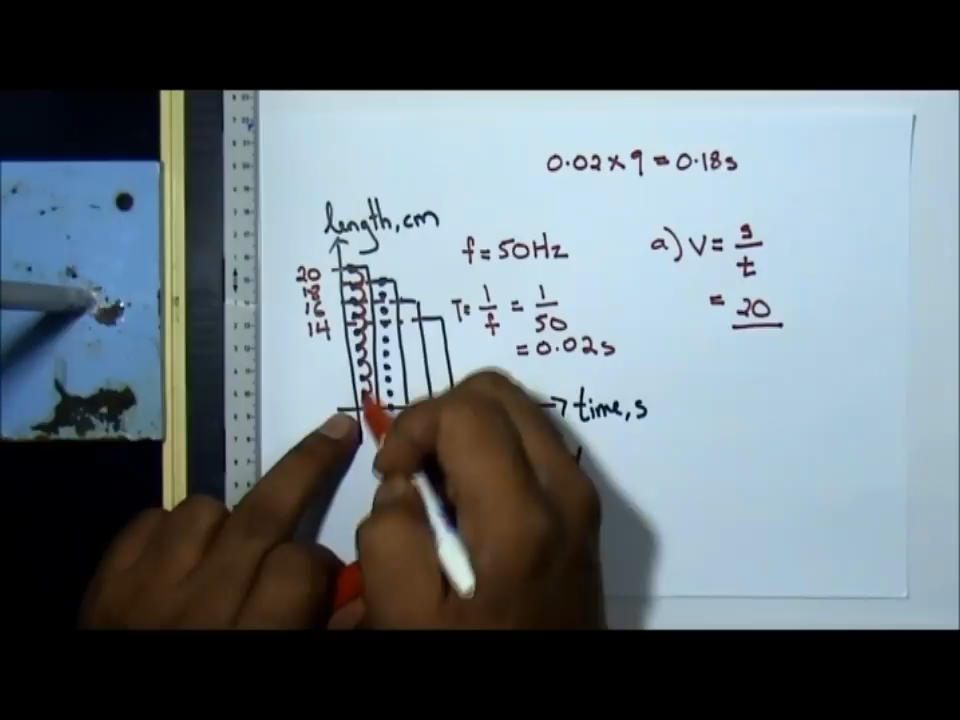 0.02 × 9 = 0.18s
length, cm
20
18
16
14
f = 50Hz
T = 1/f = 1/50
= 0.02s
a) V = s/t
= 20
time, s